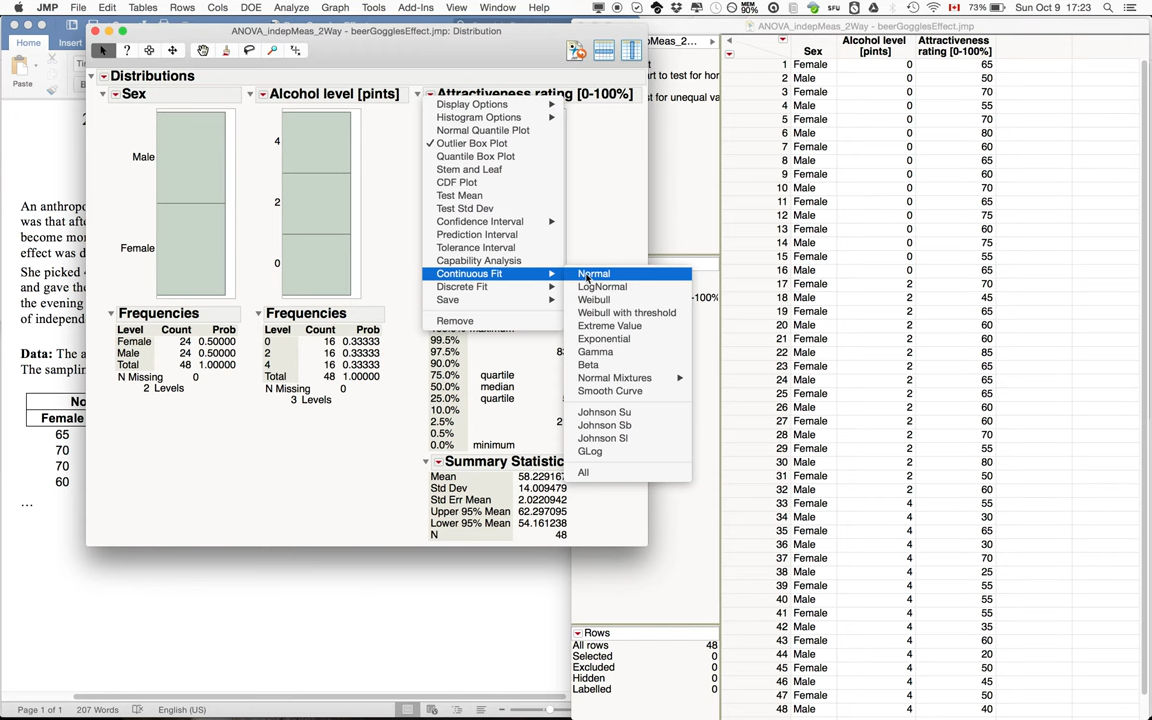 JMP File Edit Tables Rows Cols DOE Analyze Graph Tools Add-Ins View Window Help MEM 90% SFU 73% Sun Oct 9 17:23
ANOVA_indepMeas_2Way - beerGogglesEffect.jmp: Distribution
ANOVA_indepMeas_2Way - beerGogglesEffect.jmp
Home Insert
Paste
Distributions
Sex Alcohol level [pints] Attractiveness rating [0-100%]
Male
Female
4
2
0
Frequencies
Level Count Prob
Female 24 0.50000
Male 24 0.50000
Total 48 1.00000
N Missing 0
2 Levels
Frequencies
Level Count Prob
0 16 0.33333
2 16 0.33333
4 16 0.33333
Total 48 1.00000
N Missing 0
3 Levels
Display Options
Histogram Options
Normal Quantile Plot
✓ Outlier Box Plot
Quantile Box Plot
Stem and Leaf
CDF Plot
Test Mean
Test Std Dev
Confidence Interval
Prediction Interval
Tolerance Interval
Capability Analysis
Continuous Fit
Discrete Fit
Save
Remove
Normal
LogNormal
Weibull
Weibull with threshold
Extreme Value
Exponential
Gamma
Beta
Normal Mixtures
Smooth Curve
Johnson Su
Johnson Sb
Johnson Sl
GLog
All
99.5%
97.5%
90.0%
75.0% quartile
50.0% median
25.0% quartile
10.0%
2.5%
0.5%
0.0% minimum
Summary Statistic
Mean 58.229167
Std Dev 14.009479
Std Err Mean 2.0220942
Upper 95% Mean 62.297095
Lower 95% Mean 54.161238
N 48
An anthropo
was that afte
become mor
effect was d
She picked
and gave the
the evening
of independ
Data: The a
The samplin
No
Female
65
70
70
60
…
Page 1 of 1 207 Words English (US)
Rows
All rows 48
Selected 0
Excluded 0
Hidden 0
Labelled 0
Sex Alcohol level [pints] Attractiveness rating [0-100%]
1 Female 0 65
2 Male 0 50
3 Female 0 70
4 Male 0 55
5 Female 0 70
6 Male 0 80
7 Female 0 60
8 Male 0 65
9 Female 0 60
10 Male 0 70
11 Female 0 65
12 Male 0 75
13 Female 0 60
14 Male 0 75
15 Female 0 55
16 Male 0 65
17 Female 2 70
18 Male 2 45
19 Female 2 65
20 Male 2 60
21 Female 2 60
22 Male 2 85
23 Female 2 65
24 Male 2 65
25 Female 2 65
26 Male 2 60
27 Female 2 60
28 Male 2 70
29 Female 2 55
30 Male 2 80
31 Female 2 50
32 Male 2 60
33 Female 4 55
34 Male 4 30
35 Female 4 65
36 Male 4 30
37 Female 4 70
38 Male 4 25
39 Female 4 55
40 Male 4 55
41 Female 4 55
42 Male 4 35
43 Female 4 60
44 Male 4 20
45 Female 4 50
46 Male 4 45
47 Female 4 50
48 Male 4 40